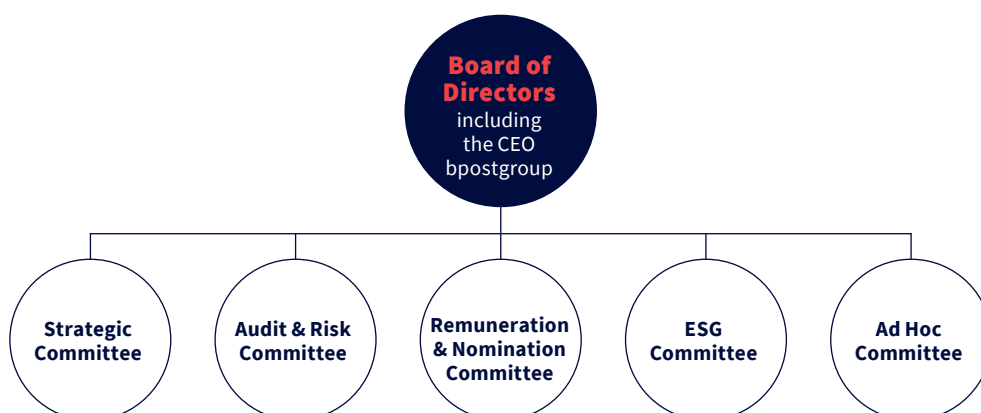 Board of
Directors
including
the CEO
bpostgroup
Strategic
Committee
Audit & Risk
Committee
Remuneration
& Nomination
Committee
ESG
Committee
Ad Hoc
Committee